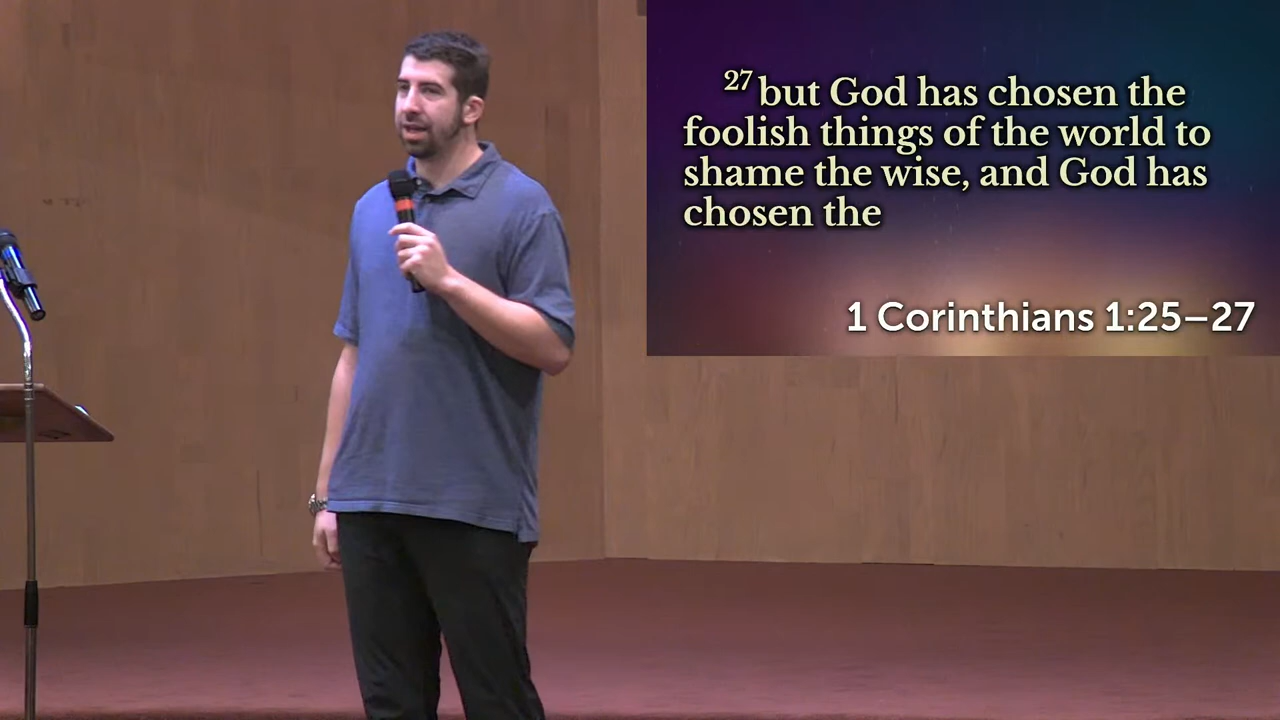 27 but God has chosen the
foolish things of the world to
shame the wise, and God has
chosen the
1 Corinthians 1:25–27